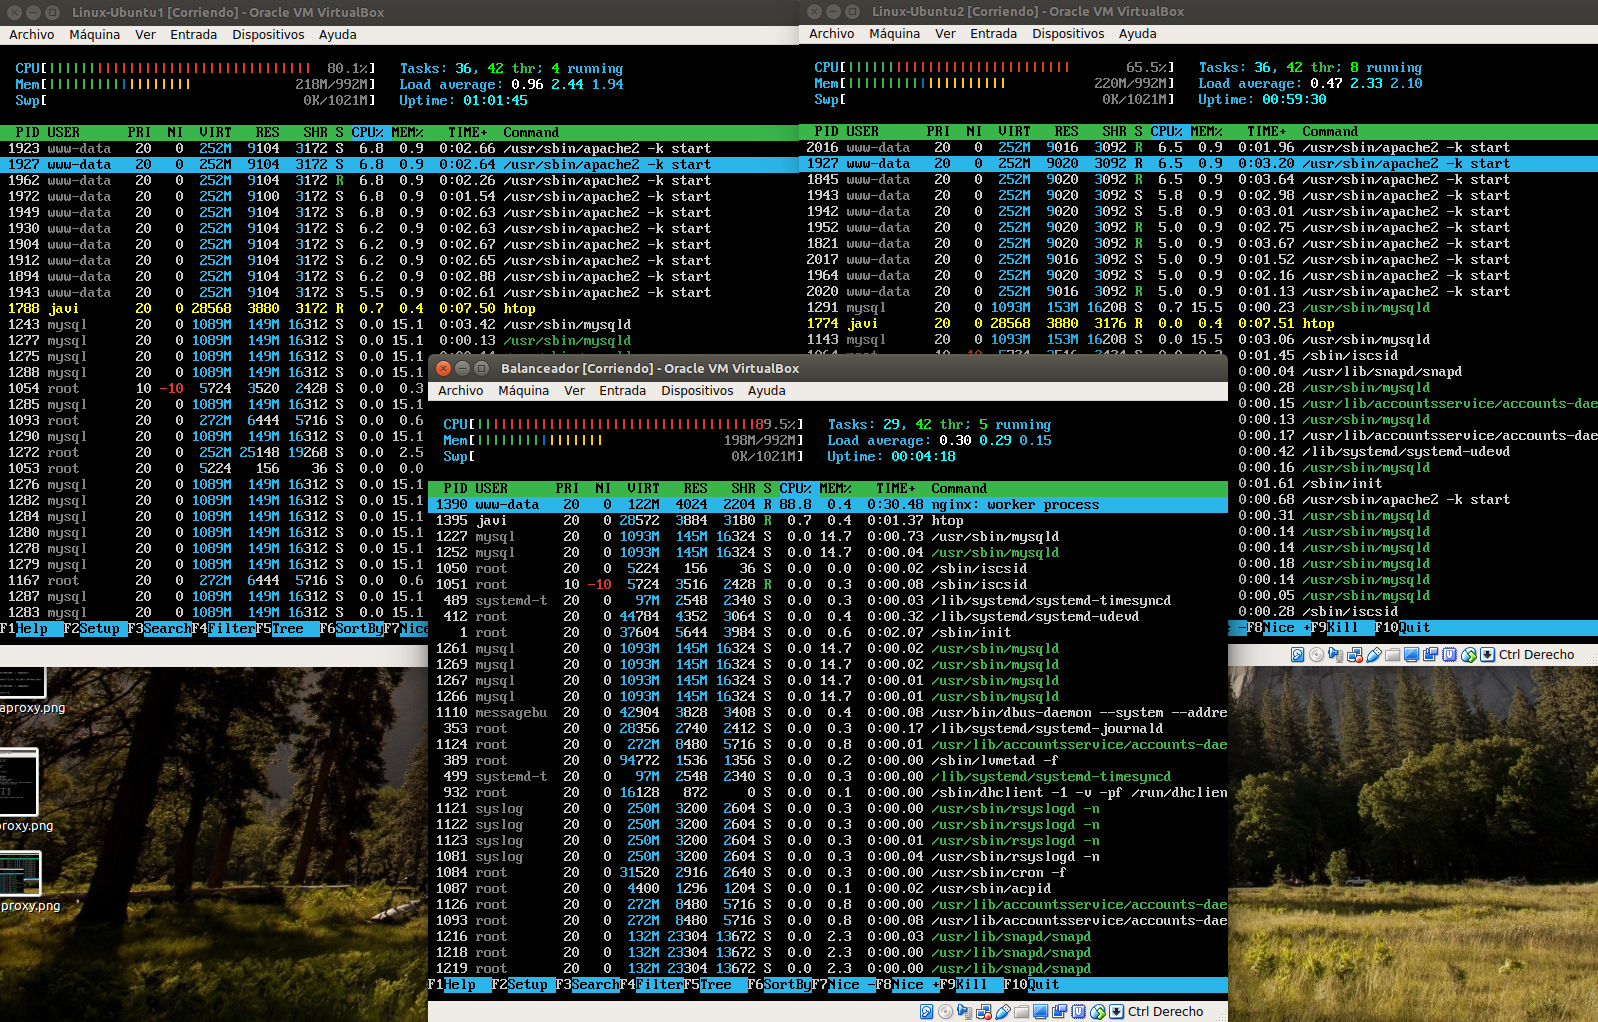 Linux-Ubuntu1 [Corriendo] - Oracle VM VirtualBox
Archivo Máquina Ver Entrada Dispositivos Ayuda
CPU[ 80.1%] Tasks: 36, 42 thr; 4 running
Mem[ 218M/992M] Load average: 0.96 2.44 1.94
Swp[ 0K/1021M] Uptime: 01:01:45
PID USER PRI NI VIRT RES SHR S CPU% MEM% TIME+ Command
1923 www-data 20 0 252M 9104 3172 S 6.8 0.9 0:02.66 /usr/sbin/apache2 -k start
1927 www-data 20 0 252M 9104 3172 S 6.8 0.9 0:02.64 /usr/sbin/apache2 -k start
1962 www-data 20 0 252M 9104 3172 R 6.8 0.9 0:02.26 /usr/sbin/apache2 -k start
1972 www-data 20 0 252M 9100 3172 S 6.8 0.9 0:01.54 /usr/sbin/apache2 -k start
1949 www-data 20 0 252M 9104 3172 S 6.8 0.9 0:02.63 /usr/sbin/apache2 -k start
1930 www-data 20 0 252M 9104 3172 S 6.2 0.9 0:02.63 /usr/sbin/apache2 -k start
1904 www-data 20 0 252M 9104 3172 S 6.2 0.9 0:02.67 /usr/sbin/apache2 -k start
1912 www-data 20 0 252M 9104 3172 S 6.2 0.9 0:02.65 /usr/sbin/apache2 -k start
1894 www-data 20 0 252M 9104 3172 S 6.2 0.9 0:02.88 /usr/sbin/apache2 -k start
1943 www-data 20 0 252M 9104 3172 S 5.5 0.9 0:02.61 /usr/sbin/apache2 -k start
1788 javi 20 0 28568 3880 3172 R 0.7 0.4 0:07.50 htop
1243 mysql 20 0 1089M 149M 16312 S 0.0 15.1 0:03.42 /usr/sbin/mysqld
1277 mysql 20 0 1089M 149M 16312 S 0.0 15.1 0:00.13 /usr/sbin/mysqld
1275 mysql 20 0 1089M 149M 16312 S 0.0 15.1
1288 mysql 20 0 1089M 149M 16312 S 0.0 15.1
1054 root 10 -10 5724 3520 2428 S 0.0 0.3
1285 mysql 20 0 1089M 149M 16312 S 0.0 15.1
1093 root 20 0 272M 6444 5716 S 0.0 0.6
1290 mysql 20 0 1089M 149M 16312 S 0.0 15.1
1272 root 20 0 252M 25148 19268 S 0.0 2.5
1053 root 20 0 5224 156 36 S 0.0 0.0
1276 mysql 20 0 1089M 149M 16312 S 0.0 15.1
1282 mysql 20 0 1089M 149M 16312 S 0.0 15.1
1284 mysql 20 0 1089M 149M 16312 S 0.0 15.1
1280 mysql 20 0 1089M 149M 16312 S 0.0 15.1
1278 mysql 20 0 1089M 149M 16312 S 0.0 15.1
1279 mysql 20 0 1089M 149M 16312 S 0.0 15.1
1167 root 20 0 272M 6444 5716 S 0.0 0.6
1287 mysql 20 0 1089M 149M 16312 S 0.0 15.1
1283 mysql 20 0 1089M 149M 16312 S 0.0 15.1
F1Help F2Setup F3SearchF4FilterF5Tree F6SortByF7Nice
Linux-Ubuntu2 [Corriendo] - Oracle VM VirtualBox
Archivo Máquina Ver Entrada Dispositivos Ayuda
CPU[ 65.5%] Tasks: 36, 42 thr; 8 running
Mem[ 220M/992M] Load average: 0.47 2.33 2.10
Swp[ 0K/1021M] Uptime: 00:59:30
PID USER PRI NI VIRT RES SHR S CPU% MEM% TIME+ Command
2016 www-data 20 0 252M 9016 3092 R 6.5 0.9 0:01.96 /usr/sbin/apache2 -k start
1927 www-data 20 0 252M 9020 3092 R 6.5 0.9 0:03.20 /usr/sbin/apache2 -k start
1845 www-data 20 0 252M 9020 3092 R 6.5 0.9 0:03.64 /usr/sbin/apache2 -k start
1943 www-data 20 0 252M 9020 3092 S 5.8 0.9 0:02.98 /usr/sbin/apache2 -k start
1942 www-data 20 0 252M 9020 3092 S 5.8 0.9 0:03.01 /usr/sbin/apache2 -k start
1952 www-data 20 0 252M 9020 3092 R 5.0 0.9 0:02.75 /usr/sbin/apache2 -k start
1821 www-data 20 0 252M 9020 3092 R 5.0 0.9 0:03.67 /usr/sbin/apache2 -k start
2017 www-data 20 0 252M 9016 3092 S 5.0 0.9 0:01.52 /usr/sbin/apache2 -k start
1964 www-data 20 0 252M 9020 3092 S 5.0 0.9 0:02.16 /usr/sbin/apache2 -k start
2020 www-data 20 0 252M 9016 3092 R 5.0 0.9 0:01.13 /usr/sbin/apache2 -k start
1291 mysql 20 0 1093M 153M 16208 S 0.7 15.5 0:00.23 /usr/sbin/mysqld
1774 javi 20 0 28568 3880 3176 R 0.0 0.4 0:07.51 htop
1143 mysql 20 0 1093M 153M 16208 S 0.0 15.5 0:03.06 /usr/sbin/mysqld
0:01.45 /sbin/iscsid
0:00.04 /usr/lib/snapd/snapd
0:00.28 /usr/sbin/mysqld
0:00.15 /usr/lib/accountsservice/accounts-dae
0:00.13 /usr/sbin/mysqld
0:00.17 /usr/lib/accountsservice/accounts-dae
0:00.42 /lib/systemd/systemd-udevd
0:00.16 /usr/sbin/mysqld
0:01.61 /sbin/init
0:00.68 /usr/sbin/apache2 -k start
0:00.31 /usr/sbin/mysqld
0:00.14 /usr/sbin/mysqld
0:00.14 /usr/sbin/mysqld
0:00.18 /usr/sbin/mysqld
0:00.14 /usr/sbin/mysqld
0:00.05 /usr/sbin/mysqld
0:00.28 /sbin/iscsid
-F8Nice +F9Kill F10Quit
Ctrl Derecho
Balanceador [Corriendo] - Oracle VM VirtualBox
Archivo Máquina Ver Entrada Dispositivos Ayuda
CPU[ 89.5%] Tasks: 29, 42 thr; 5 running
Mem[ 198M/992M] Load average: 0.30 0.29 0.15
Swp[ 0K/1021M] Uptime: 00:04:18
PID USER PRI NI VIRT RES SHR S CPU% MEM% TIME+ Command
1390 www-data 20 0 122M 4024 2204 R 88.8 0.4 0:30.48 nginx: worker process
1395 javi 20 0 28572 3884 3180 R 0.7 0.4 0:01.37 htop
1227 mysql 20 0 1093M 145M 16324 S 0.0 14.7 0:00.73 /usr/sbin/mysqld
1252 mysql 20 0 1093M 145M 16324 S 0.0 14.7 0:00.04 /usr/sbin/mysqld
1050 root 20 0 5224 156 36 S 0.0 0.0 0:00.02 /sbin/iscsid
1051 root 10 -10 5724 3516 2428 R 0.0 0.3 0:00.08 /sbin/iscsid
489 systemd-t 20 0 97M 2548 2340 S 0.0 0.3 0:00.03 /lib/systemd/systemd-timesyncd
412 root 20 0 44784 4352 3064 S 0.0 0.4 0:00.32 /lib/systemd/systemd-udevd
1 root 20 0 37604 5644 3984 S 0.0 0.6 0:02.07 /sbin/init
1261 mysql 20 0 1093M 145M 16324 S 0.0 14.7 0:00.02 /usr/sbin/mysqld
1269 mysql 20 0 1093M 145M 16324 S 0.0 14.7 0:00.02 /usr/sbin/mysqld
1267 mysql 20 0 1093M 145M 16324 S 0.0 14.7 0:00.01 /usr/sbin/mysqld
1266 mysql 20 0 1093M 145M 16324 S 0.0 14.7 0:00.01 /usr/sbin/mysqld
1110 messagebu 20 0 42904 3828 3408 S 0.0 0.4 0:00.08 /usr/bin/dbus-daemon --system --addre
353 root 20 0 28356 2740 2412 S 0.0 0.3 0:00.17 /lib/systemd/systemd-journald
1124 root 20 0 272M 8480 5716 S 0.0 0.8 0:00.01 /usr/lib/accountsservice/accounts-dae
389 root 20 0 94772 1536 1356 S 0.0 0.2 0:00.00 /sbin/lvmetad -f
499 systemd-t 20 0 97M 2548 2340 S 0.0 0.3 0:00.00 /lib/systemd/systemd-timesyncd
932 root 20 0 16128 872 0 S 0.0 0.1 0:00.00 /sbin/dhclient -1 -v -pf /run/dhclien
1121 syslog 20 0 250M 3200 2604 S 0.0 0.3 0:00.00 /usr/sbin/rsyslogd -n
1122 syslog 20 0 250M 3200 2604 S 0.0 0.3 0:00.00 /usr/sbin/rsyslogd -n
1123 syslog 20 0 250M 3200 2604 S 0.0 0.3 0:00.01 /usr/sbin/rsyslogd -n
1081 syslog 20 0 250M 3200 2604 S 0.0 0.3 0:00.04 /usr/sbin/rsyslogd -n
1084 root 20 0 31520 2916 2640 S 0.0 0.3 0:00.00 /usr/sbin/cron -f
1087 root 20 0 4400 1296 1204 S 0.0 0.1 0:00.02 /usr/sbin/acpid
1126 root 20 0 272M 8480 5716 S 0.0 0.8 0:00.00 /usr/lib/accountsservice/accounts-dae
1093 root 20 0 272M 8480 5716 S 0.0 0.8 0:00.00 /usr/lib/accountsservice/accounts-dae
1216 root 20 0 132M 23304 13672 S 0.0 2.3 0:00.03 /usr/lib/snapd/snapd
1218 root 20 0 132M 23304 13672 S 0.0 2.3 0:00.00 /usr/lib/snapd/snapd
1219 root 20 0 132M 23304 13672 S 0.0 2.3 0:00.00 /usr/lib/snapd/snapd
F1Help F2Setup F3SearchF4FilterF5Tree F6SortByF7Nice -F8Nice +F9Kill F10Quit
Ctrl Derecho
aproxy.png
proxy.png
proxy.png